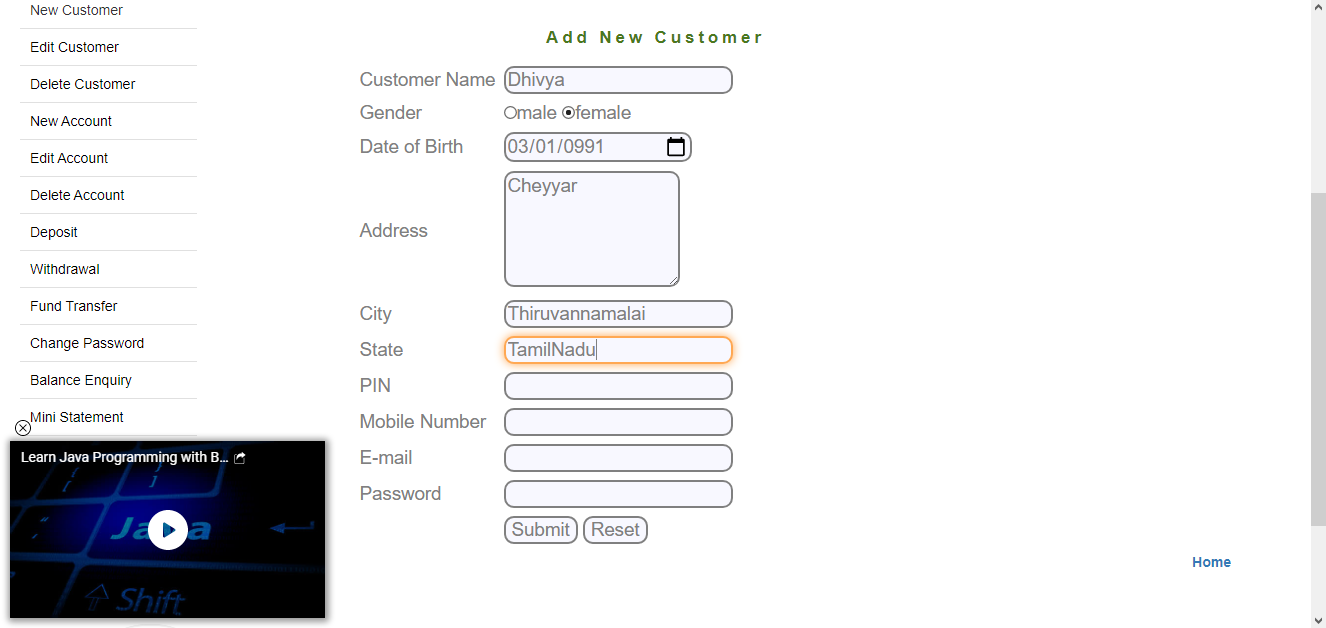 New Customer
Edit Customer
Delete Customer
New Account
Edit Account
Delete Account
Deposit
Withdrawal
Fund Transfer
Change Password
Balance Enquiry
Mini Statement
Learn Java Programming with B...
Java
Shift
Add New Customer
Customer Name Dhivya
Gender male female
Date of Birth 03/01/0991
Address Cheyyar
City Thiruvannamalai
State TamilNadu
PIN
Mobile Number
E-mail
Password
Submit Reset
Home